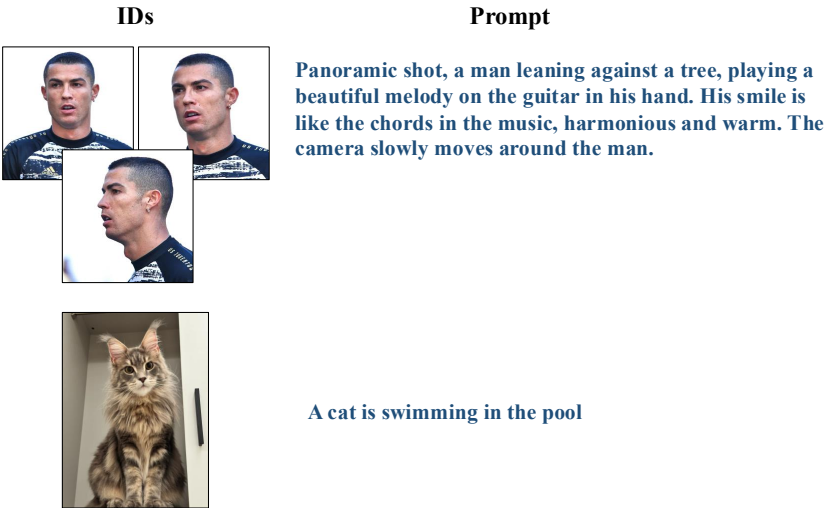 IDs
Prompt
Panoramic shot, a man leaning against a tree, playing a
beautiful melody on the guitar in his hand. His smile is
like the chords in the music, harmonious and warm. The
camera slowly moves around the man.
A cat is swimming in the pool